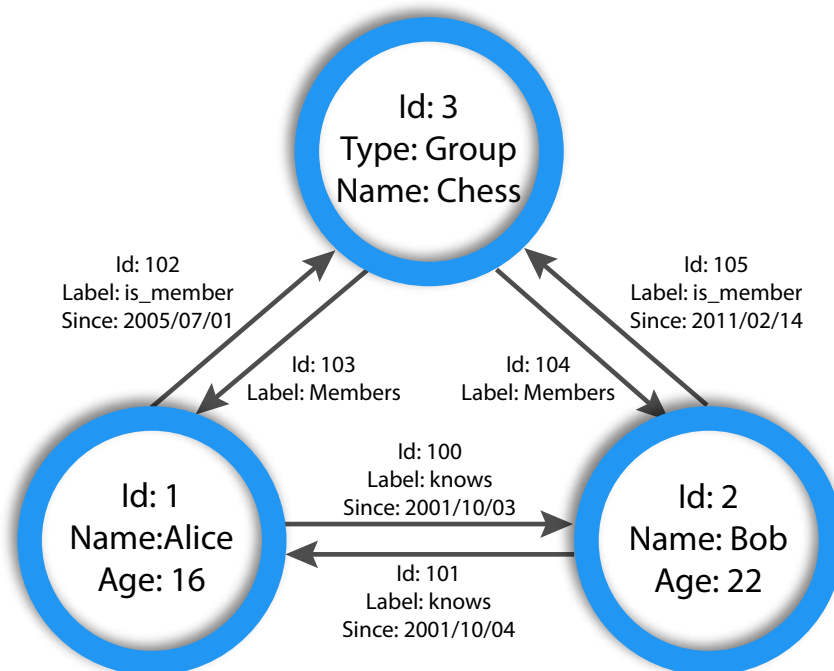 Id: 3
Type: Group
Name: Chess
Id: 102
Label: is_member
Since: 2005/07/01
Id: 105
Label: is_member
Since: 2011/02/14
Id: 103
Label: Members
Id: 104
Label: Members
Id: 100
Label: knows
Since: 2001/10/03
Id: 1
Name:Alice
Age: 16
Id: 2
Name: Bob
Age: 22
Id: 101
Label: knows
Since: 2001/10/04